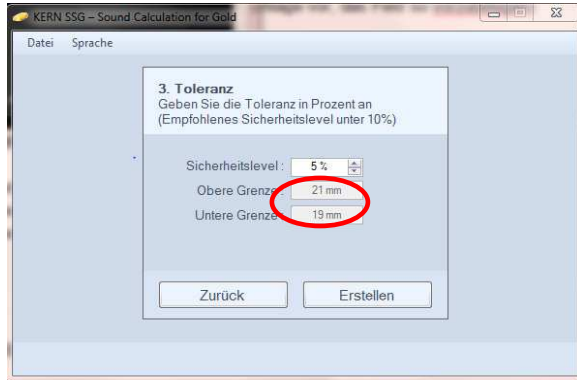 KERN SSG – Sound Calculation for Gold
Datei Sprache
3. Toleranz
Geben Sie die Toleranz in Prozent an
(Empfohlenes Sicherheitslevel unter 10%)
Sicherheitslevel : 5 %
Obere Grenze : 21 mm
Untere Grenze : 19 mm
Zurück Erstellen